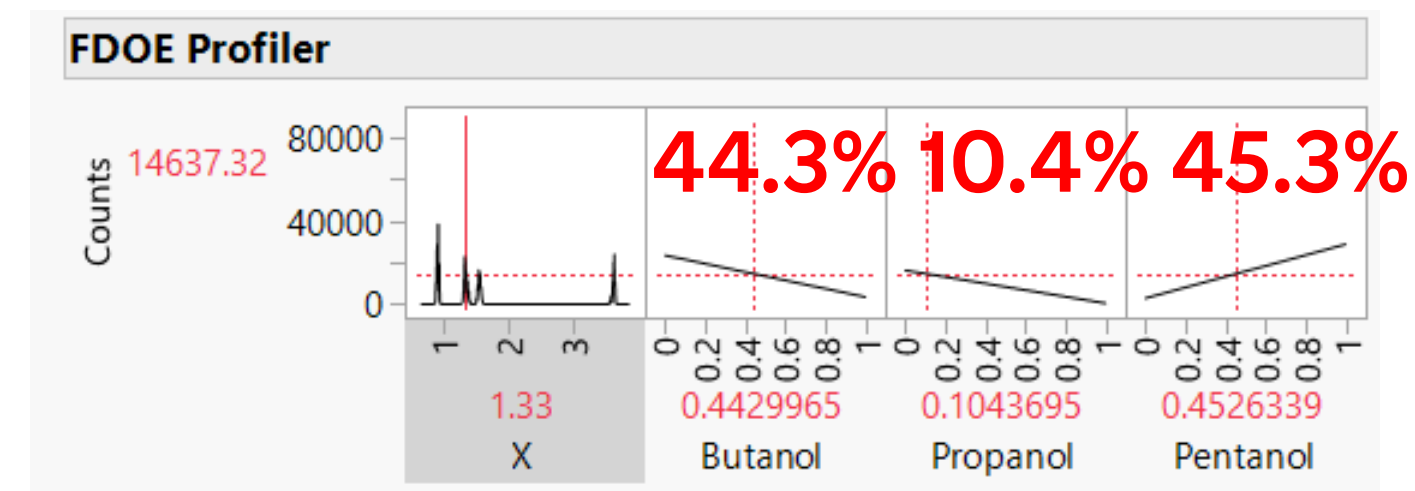 FDOE Profiler
Counts
14637.32
80000
40000
0
44.3% 10.4% 45.3%
1 2 3
0 0.2 0.4 0.6 0.8 1
0 0.2 0.4 0.6 0.8 1
0 0.2 0.4 0.6 0.8 1
1.33 0.4429965 0.1043695 0.4526339
X Butanol Propanol Pentanol